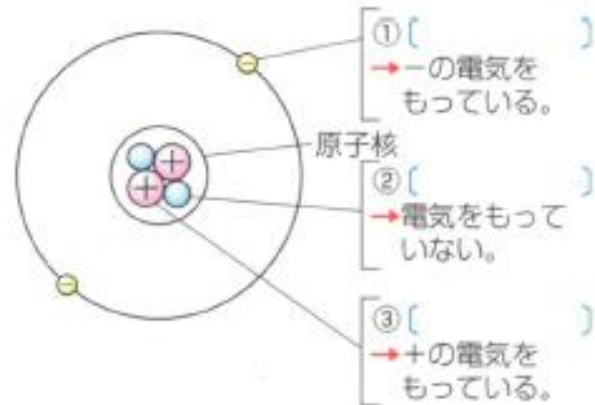 ①[ ]
→－の電気を
もっている。
原子核
②[ ]
→電気をもって
いない。
③[ ]
→＋の電気を
もっている。
－
＋
＋
－